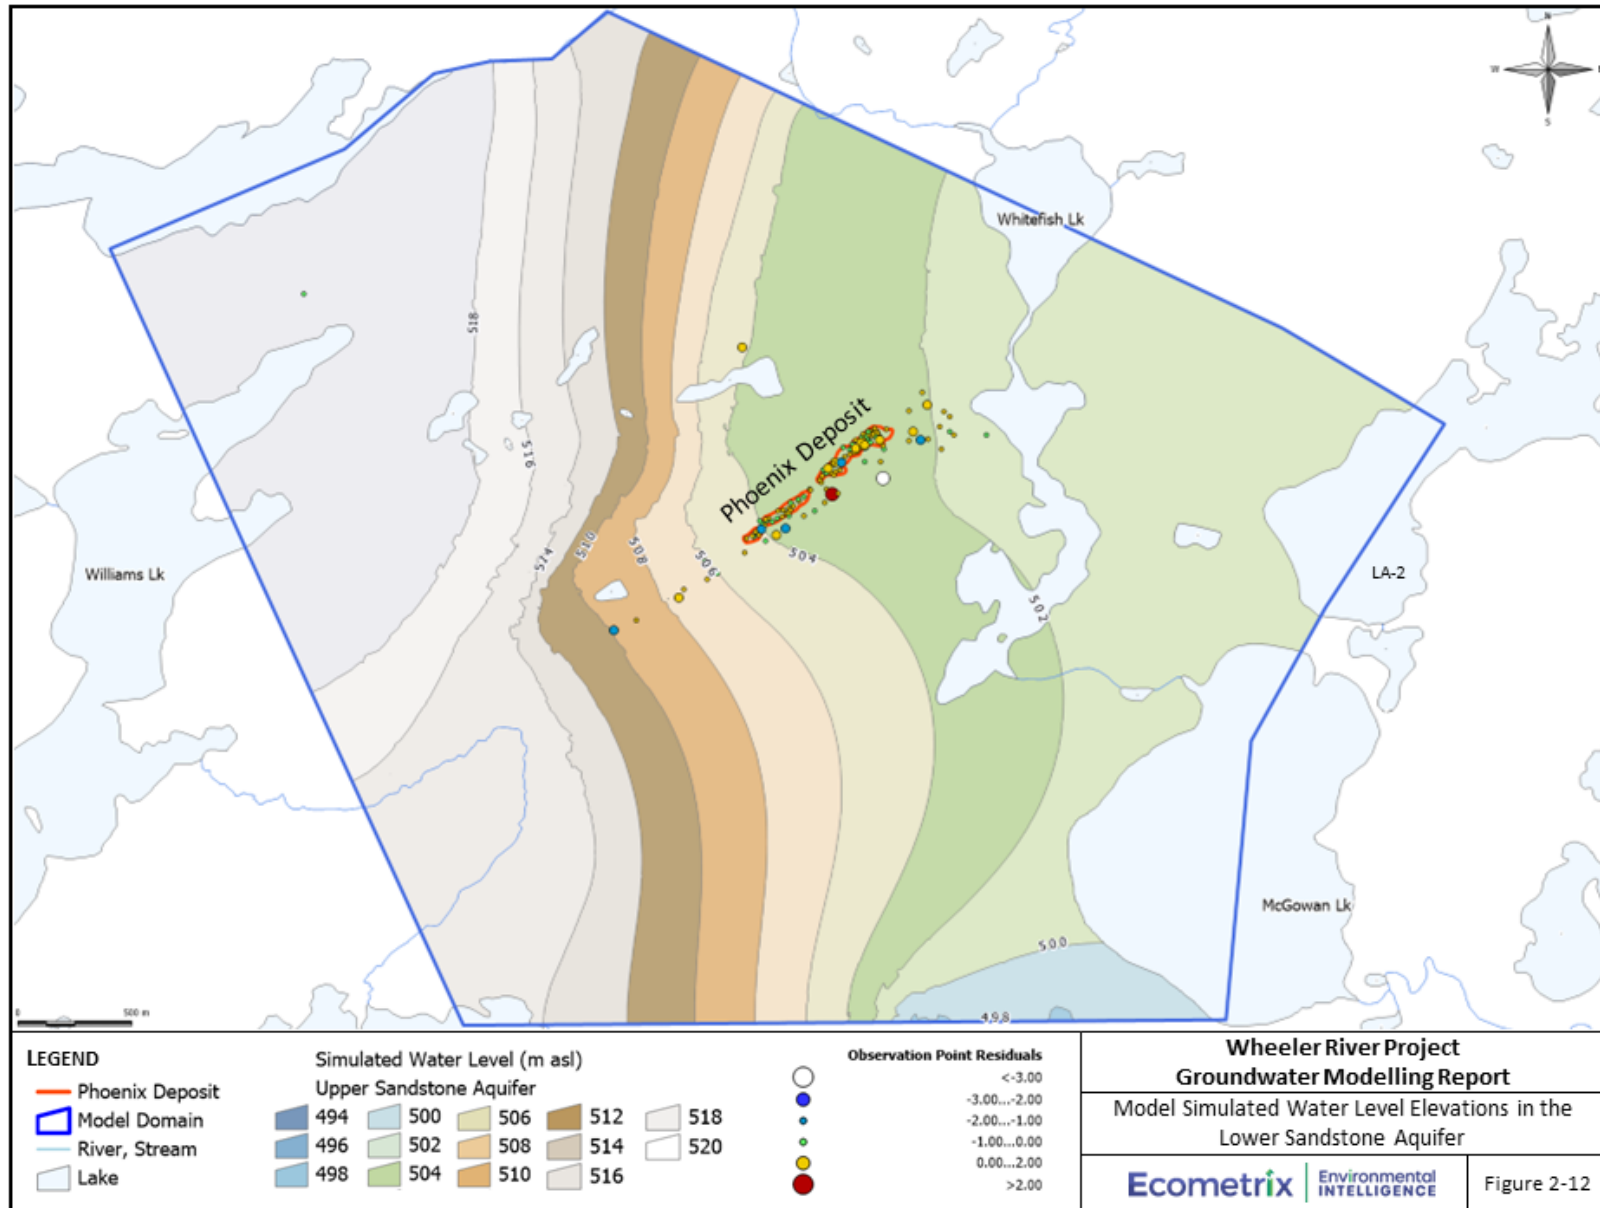 N
W
S
Whitefish Lk
518
516
Phoenix Deposit
514
510
508
506
504
502
Williams Lk
LA-2
McGowan Lk
500
498
0
500 m
LEGEND
Phoenix Deposit
Model Domain
River, Stream
Lake
Simulated Water Level (m asl)
Upper Sandstone Aquifer
494 500 506 512 518
496 502 508 514 520
498 504 510 516
Observation Point Residuals
<-3.00
-3.00...-2.00
-2.00...-1.00
-1.00...0.00
0.00...2.00
>2.00
Wheeler River Project
Groundwater Modelling Report
Model Simulated Water Level Elevations in the
Lower Sandstone Aquifer
Ecometrix
Environmental
INTELLIGENCE
Figure 2-12